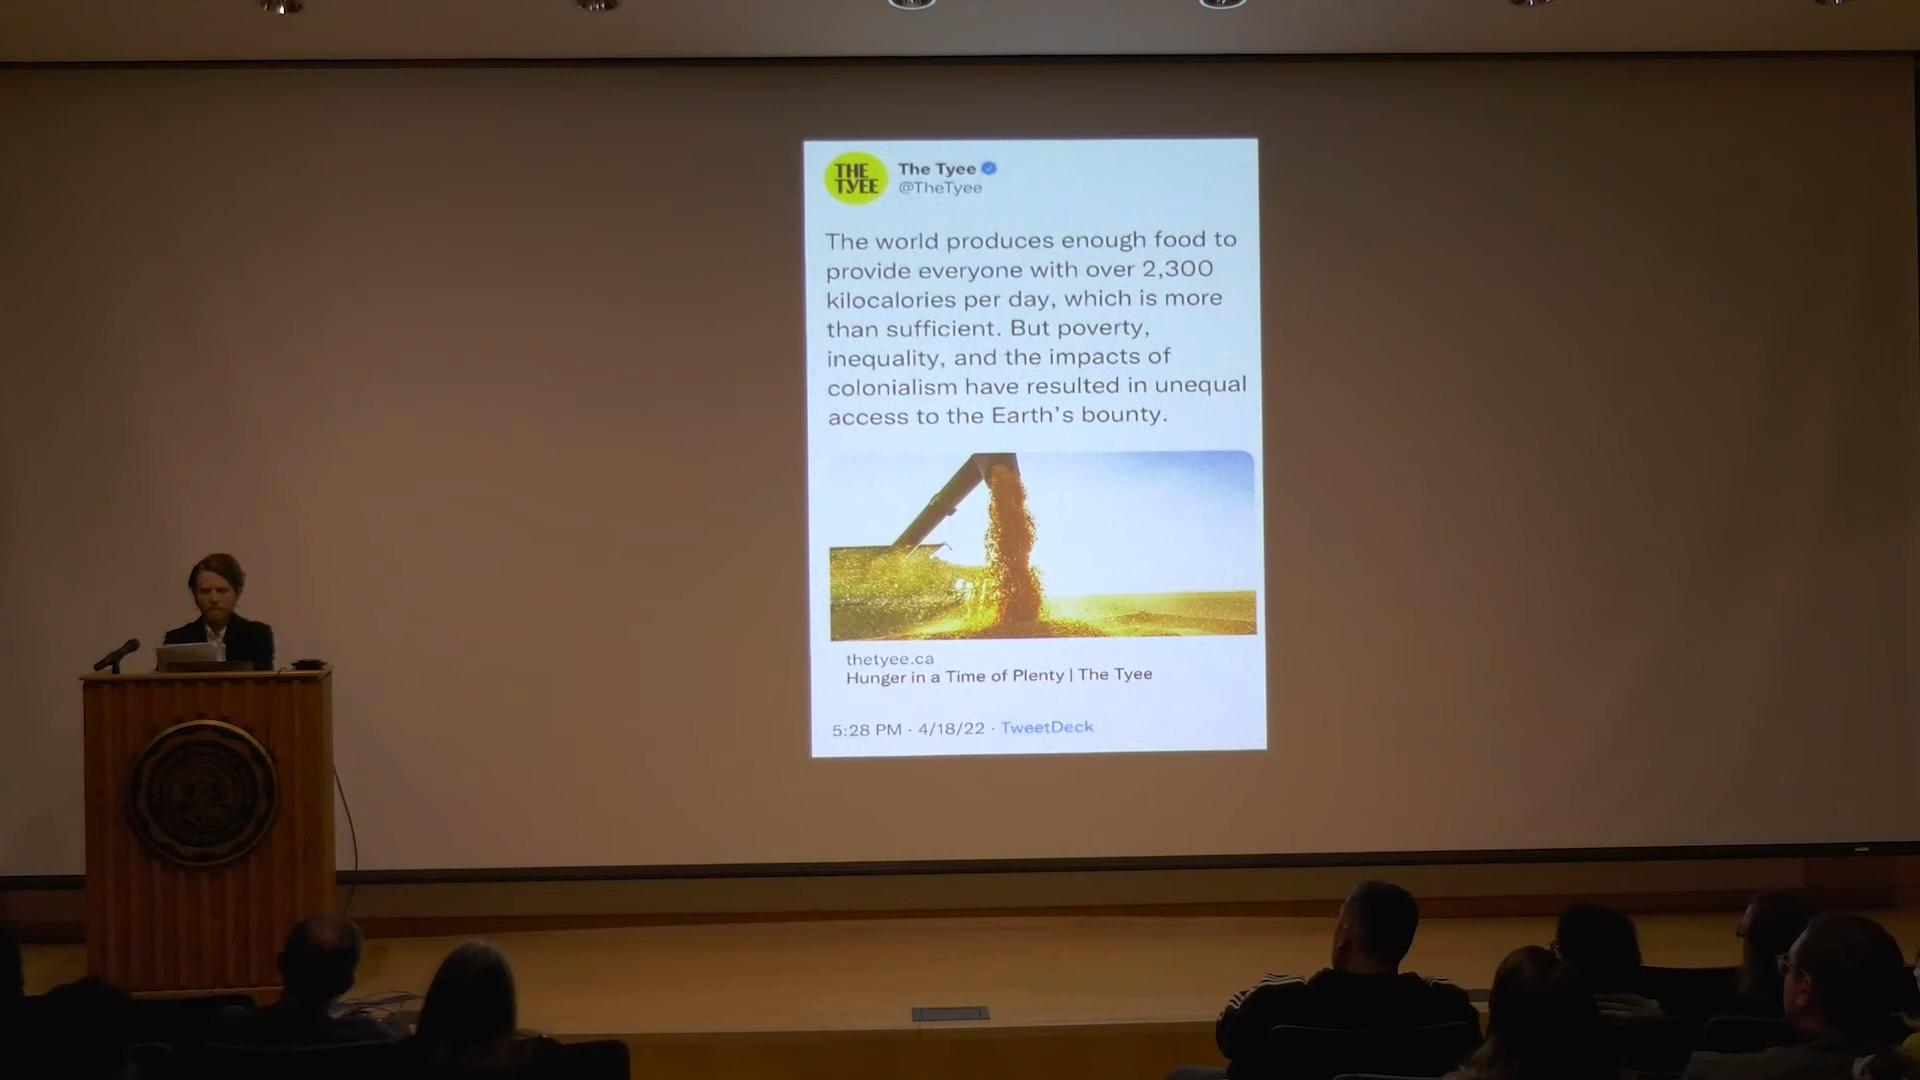 THE
TYEE
The Tyee
@TheTyee
The world produces enough food to
provide everyone with over 2,300
kilocalories per day, which is more
than sufficient. But poverty,
inequality, and the impacts of
colonialism have resulted in unequal
access to the Earth’s bounty.
thetyee.ca
Hunger in a Time of Plenty | The Tyee
5:28 PM · 4/18/22 · TweetDeck